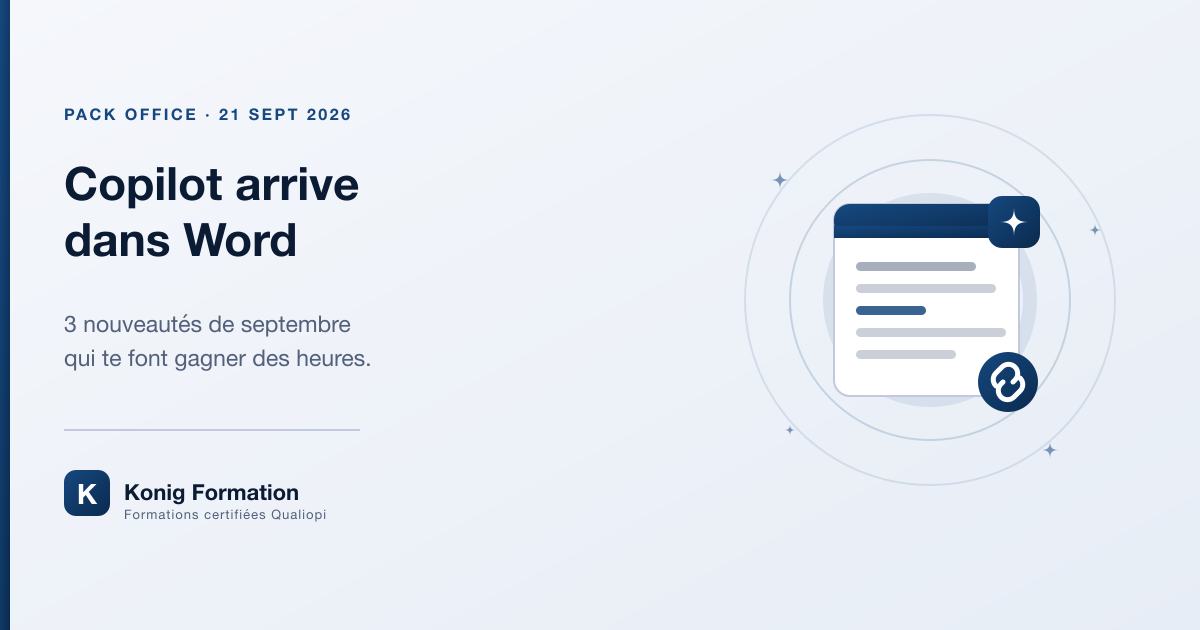 PACK OFFICE · 21 SEPT 2026
Copilot arrive
dans Word
3 nouveautés de septembre
qui te font gagner des heures.
K
Konig Formation
Formations certifiées Qualiopi